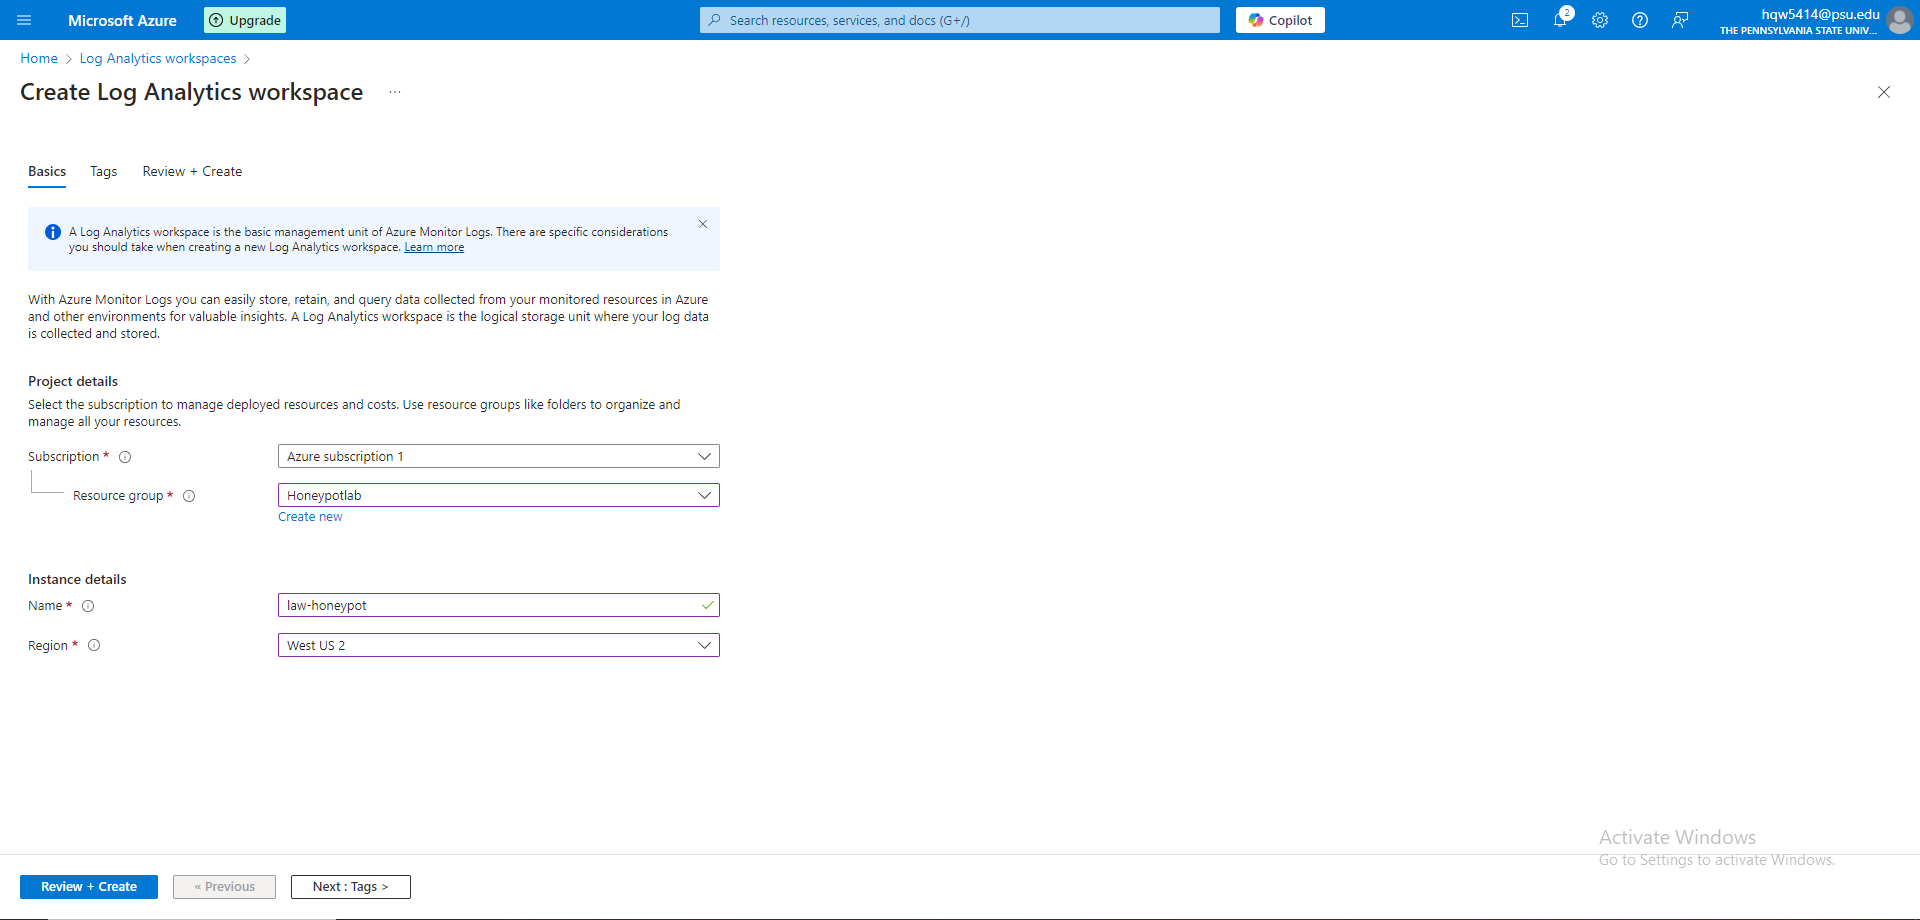 Microsoft Azure
Upgrade
Search resources, services, and docs (G+/)
Copilot
2
hqw5414@psu.edu
THE PENNSYLVANIA STATE UNIV...
Home > Log Analytics workspaces >
Create Log Analytics workspace ...
Basics Tags Review + Create
A Log Analytics workspace is the basic management unit of Azure Monitor Logs. There are specific considerations
you should take when creating a new Log Analytics workspace. Learn more
With Azure Monitor Logs you can easily store, retain, and query data collected from your monitored resources in Azure
and other environments for valuable insights. A Log Analytics workspace is the logical storage unit where your log data
is collected and stored.
Project details
Select the subscription to manage deployed resources and costs. Use resource groups like folders to organize and
manage all your resources.
Subscription * Azure subscription 1
Resource group * Honeypotlab
Create new
Instance details
Name * law-honeypot
Region * West US 2
Activate Windows
Go to Settings to activate Windows.
Review + Create
« Previous
Next : Tags >